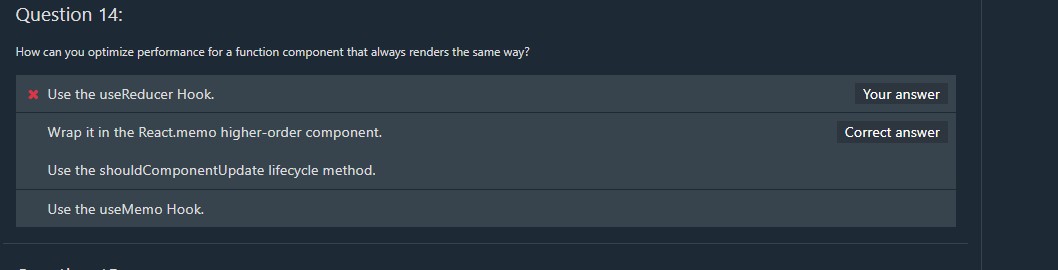 Question 14:
How can you optimize performance for a function component that always renders the same way?
✖ Use the useReducer Hook. Your answer
Wrap it in the React.memo higher-order component. Correct answer
Use the shouldComponentUpdate lifecycle method.
Use the useMemo Hook.